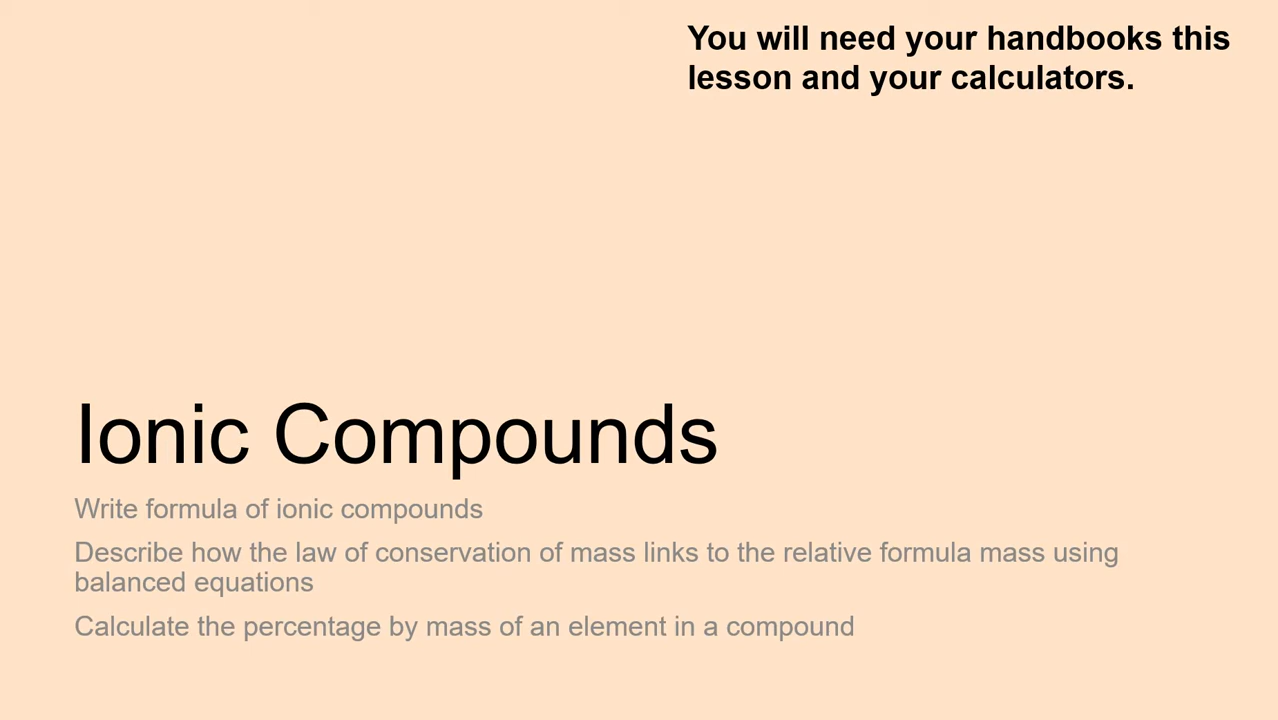 You will need your handbooks this
lesson and your calculators.
Ionic Compounds
Write formula of ionic compounds
Describe how the law of conservation of mass links to the relative formula mass using
balanced equations
Calculate the percentage by mass of an element in a compound